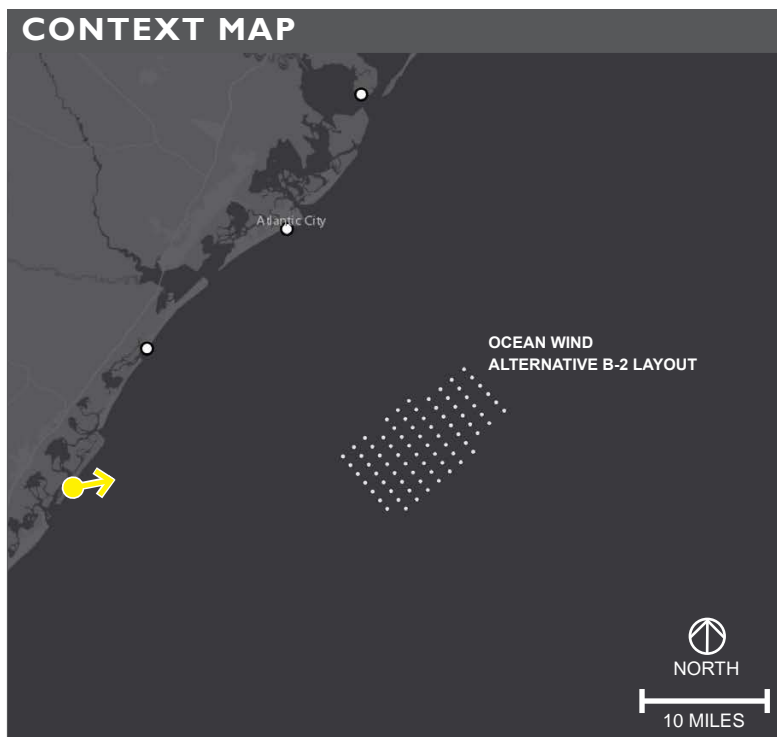 CONTEXT MAP
Atlantic City
OCEAN WIND
ALTERNATIVE B-2 LAYOUT
NORTH
10 MILES